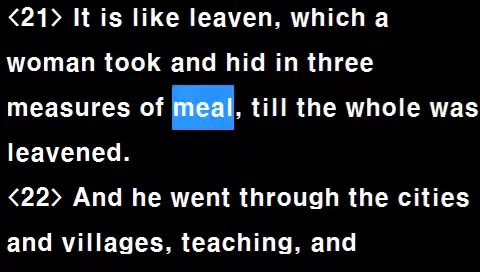 <21> It is like leaven, which a
woman took and hid in three
measures of meal, till the whole was
leavened.
<22> And he went through the cities
and villages, teaching, and